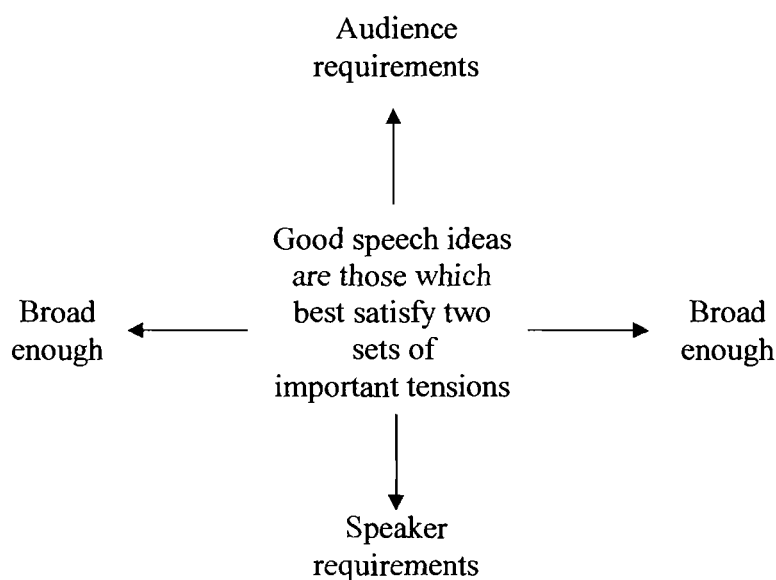 Audience
requirements
Good speech ideas
are those which
best satisfy two
sets of
important tensions
Broad
enough
Broad
enough
Speaker
requirements